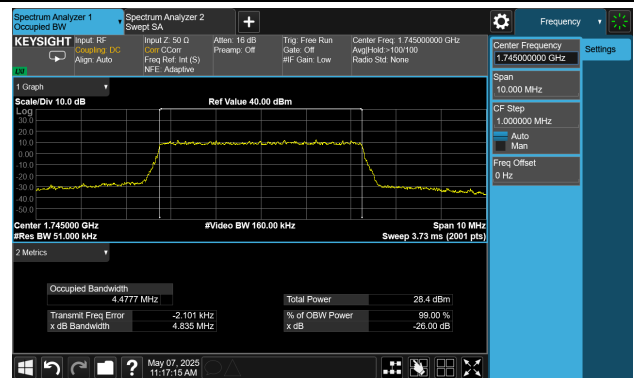 Spectrum Analyzer 1
Occupied BW
Spectrum Analyzer 2
Swept SA
Frequency
KEYSIGHT
Input: RF
Coupling: DC
Align: Auto
Input Z: 50 Ω
Corr CCorr
Freq Ref: Int (S)
NFE: Adaptive
Atten: 16 dB
Preamp: Off
Trig: Free Run
Gate: Off
#IF Gain: Low
Center Freq: 1.745000000 GHz
Avg|Hold:>100/100
Radio Std: None
Center Frequency
1.745000000 GHz
Settings
Span
10.000 MHz
CF Step
1.000000 MHz
Auto
Man
Freq Offset
0 Hz
1 Graph
Scale/Div 10.0 dB
Ref Value 40.00 dBm
Log
30.0
20.0
10.0
0.00
-10.0
-20.0
-30.0
-40.0
-50.0
Center 1.745000 GHz
#Video BW 160.00 kHz
Span 10 MHz
#Res BW 51.000 kHz
Sweep 3.73 ms (2001 pts)
2 Metrics
Occupied Bandwidth
4.4777 MHz
Total Power 28.4 dBm
Transmit Freq Error -2.101 kHz
% of OBW Power 99.00 %
x dB Bandwidth 4.835 MHz
x dB -26.00 dB
?
May 07, 2025
11:17:15 AM